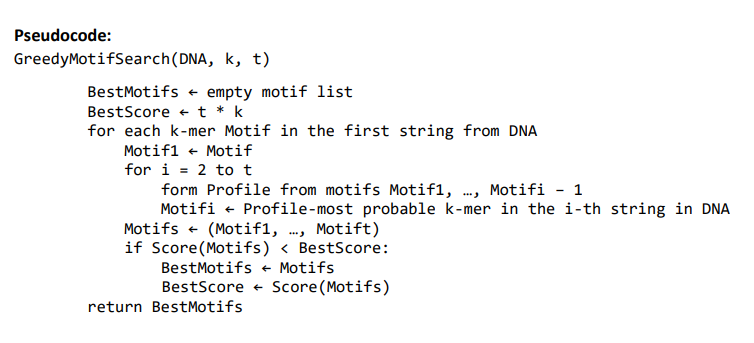 Pseudocode:
GreedyMotifSearch(DNA, k, t)
BestMotifs ← empty motif list
BestScore ← t * k
for each k-mer Motif in the first string from DNA
Motif1 ← Motif
for i = 2 to t
form Profile from motifs Motif1, …, Motifi – 1
Motifi ← Profile-most probable k-mer in the i-th string in DNA
Motifs ← (Motif1, …, Motift)
if Score(Motifs) < BestScore:
BestMotifs ← Motifs
BestScore ← Score(Motifs)
return BestMotifs